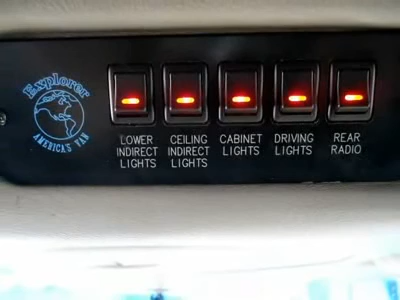 Explorer
AMERICA'S VAN
LOWER
INDIRECT
LIGHTS
CEILING
INDIRECT
LIGHTS
CABINET
LIGHTS
DRIVING
LIGHTS
REAR
RADIO